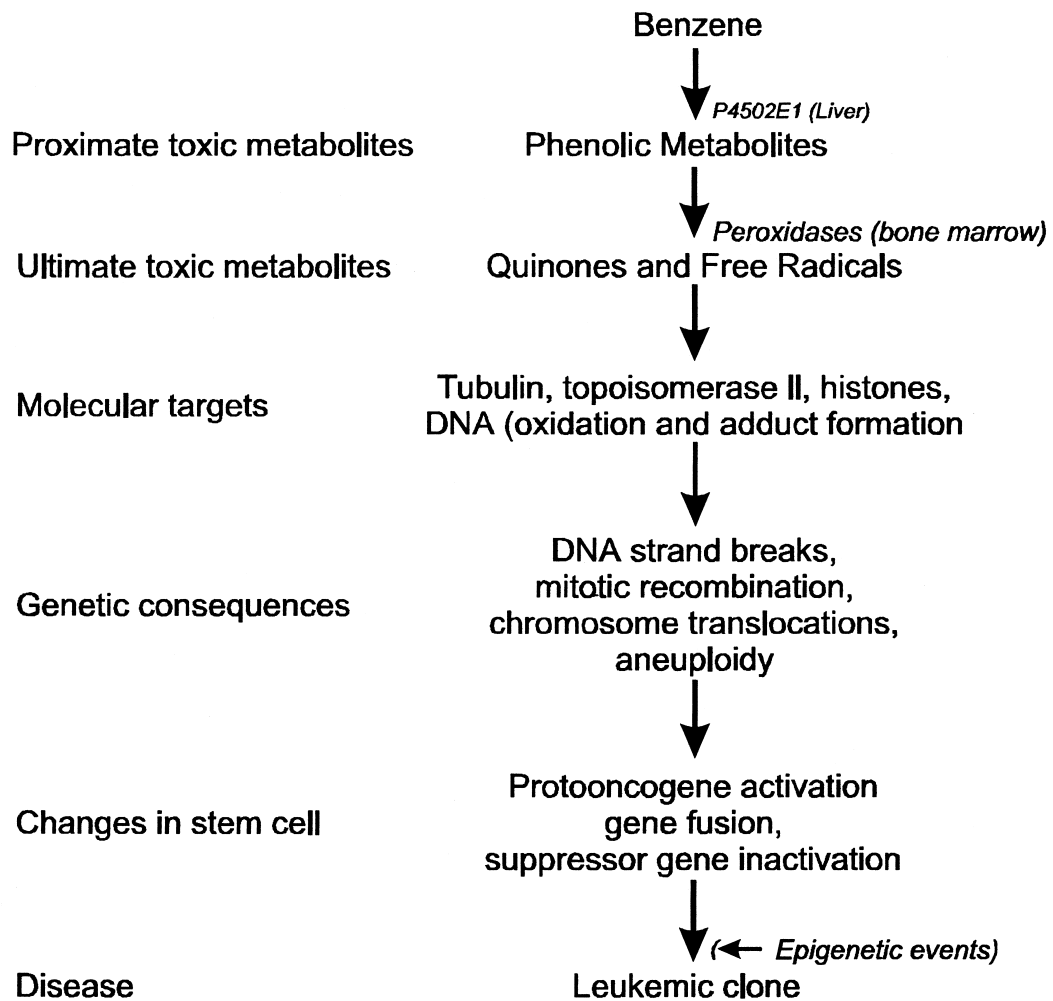 Benzene
P4502E1 (Liver)
Proximate toxic metabolites
Phenolic Metabolites
Peroxidases (bone marrow)
Ultimate toxic metabolites
Quinones and Free Radicals
Molecular targets
Tubulin, topoisomerase II, histones,
DNA (oxidation and adduct formation
Genetic consequences
DNA strand breaks,
mitotic recombination,
chromosome translocations,
aneuploidy
Changes in stem cell
Protooncogene activation
gene fusion,
suppressor gene inactivation
(← Epigenetic events)
Disease
Leukemic clone